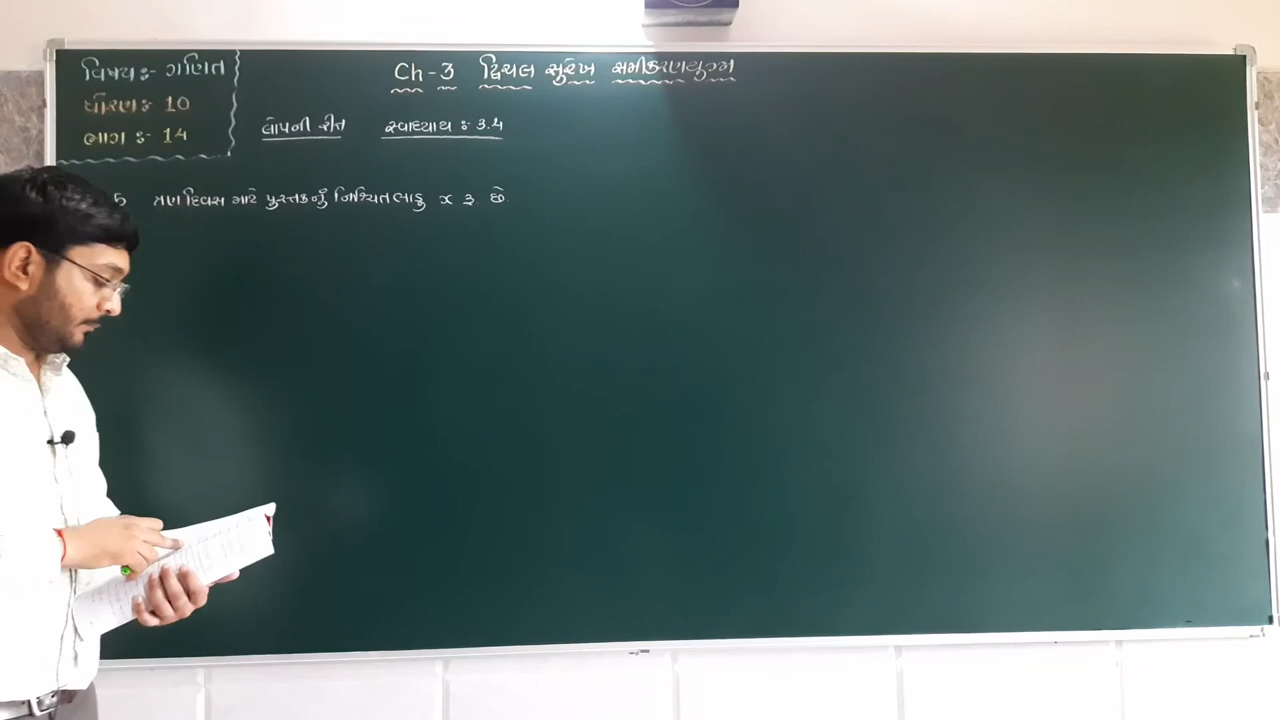 વિષય :- ગણિત
ધોરણ : 10
ભાગ :- 14
Ch - 3 દ્વિચલ સુરેખ સમીકરણયુગ્મ
લોપની રીત સ્વાધ્યાય :- 3.4
5 ત્રણ દિવસ માટે પુસ્તકનું નિશ્ચિત ભાડુ x રૂ. છે.